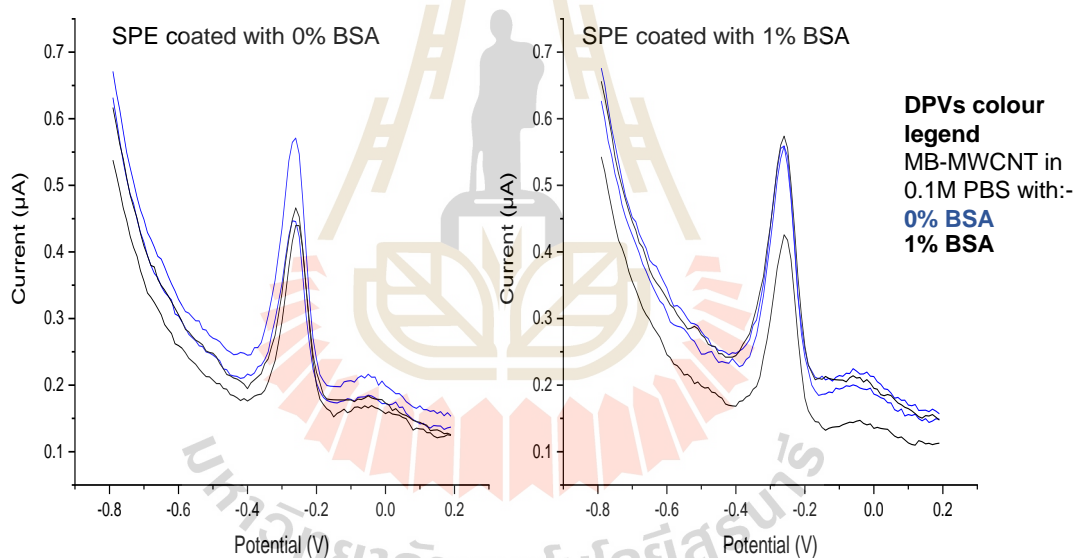 SPE coated with 0% BSA
0.7
0.6
0.5
0.4
0.3
0.2
0.1
Current (µA)
-0.8
-0.6
-0.4
-0.2
0.0
0.2
Potential (V)
SPE coated with 1% BSA
0.7
0.6
0.5
0.4
0.3
0.2
0.1
Current (µA)
-0.8
-0.6
-0.4
-0.2
0.0
0.2
Potential (V)
DPVs colour
legend
MB-MWCNT in
0.1M PBS with:-
0% BSA
1% BSA